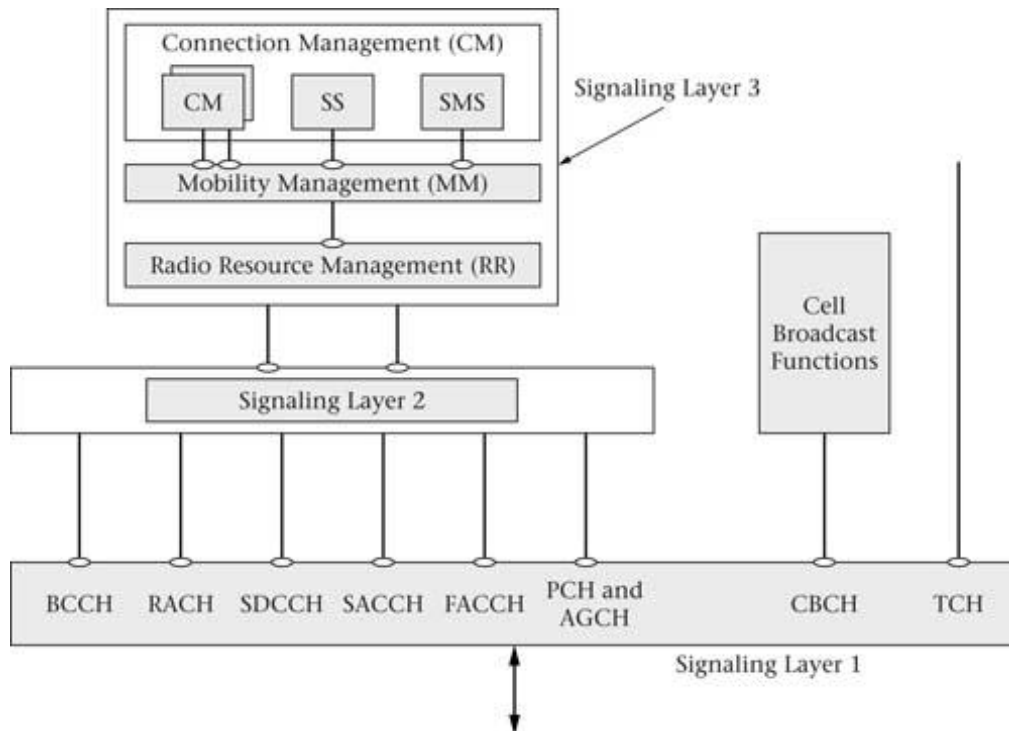 Connection Management (CM)
CM
SS
SMS
Signaling Layer 3
Mobility Management (MM)
Radio Resource Management (RR)
Cell
Broadcast
Functions
Signaling Layer 2
BCCH
RACH
SDCCH
SACCH
FACCH
PCH and
AGCH
CBCH
TCH
Signaling Layer 1